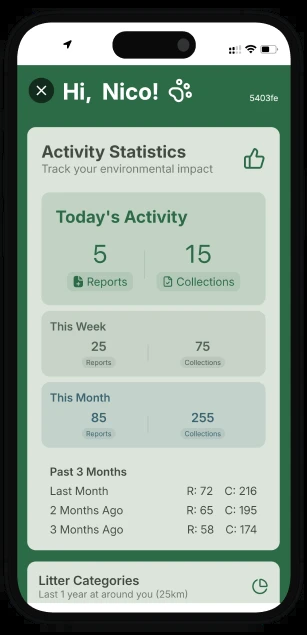 Hi, Nico!
5403fe
Activity Statistics
Track your environmental impact
Today's Activity
5 15
Reports Collections
This Week
25 75
Reports Collections
This Month
85 255
Reports Collections
Past 3 Months
Last Month R: 72 C: 216
2 Months Ago R: 65 C: 195
3 Months Ago R: 58 C: 174
Litter Categories
Last 1 year at around you (25km)